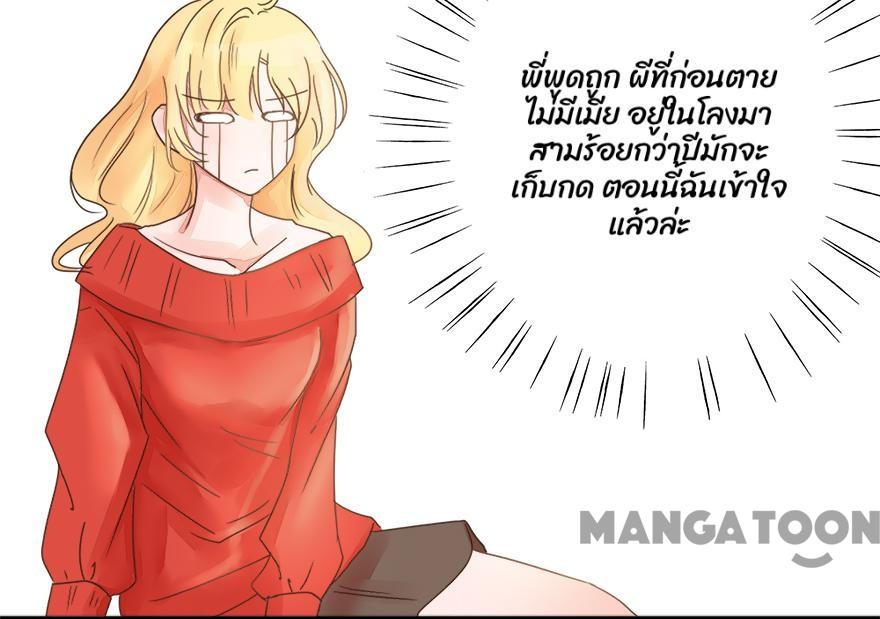 พี่พูดถูก ผีที่ก่อนตาย
ไม่มีเมีย อยู่ในโลงมา
สามร้อยกว่าปีมักจะ
เก็บกด ตอนนี้ฉันเข้าใจ
แล้วล่ะ
MANGATOON